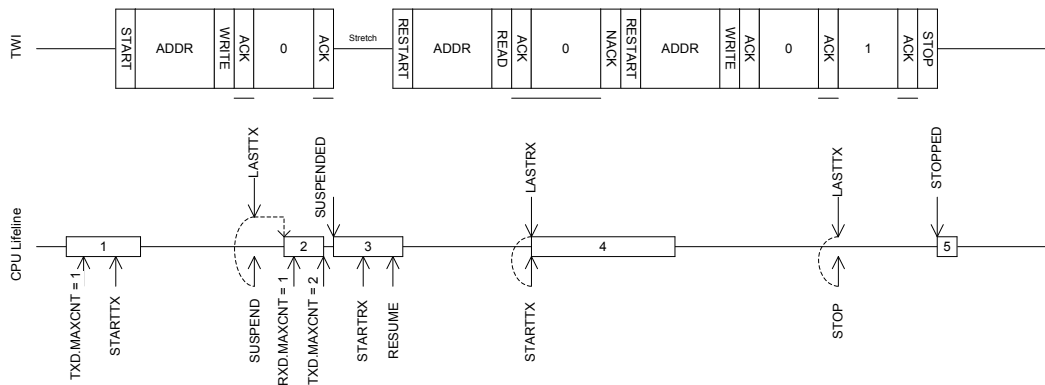 TWI
START
ADDR
WRITE
ACK
0
ACK
Stretch
RESTART
ADDR
READ
ACK
0
NACK
RESTART
ADDR
WRITE
ACK
0
ACK
1
ACK
STOP
CPU Lifeline
LASTTX
SUSPENDED
LASTRX
LASTTX
STOPPED
1
2
3
4
5
TXD.MAXCNT = 1
STARTTX
SUSPEND
RXD.MAXCNT = 1
TXD.MAXCNT = 2
STARTRX
RESUME
STARTTX
STOP